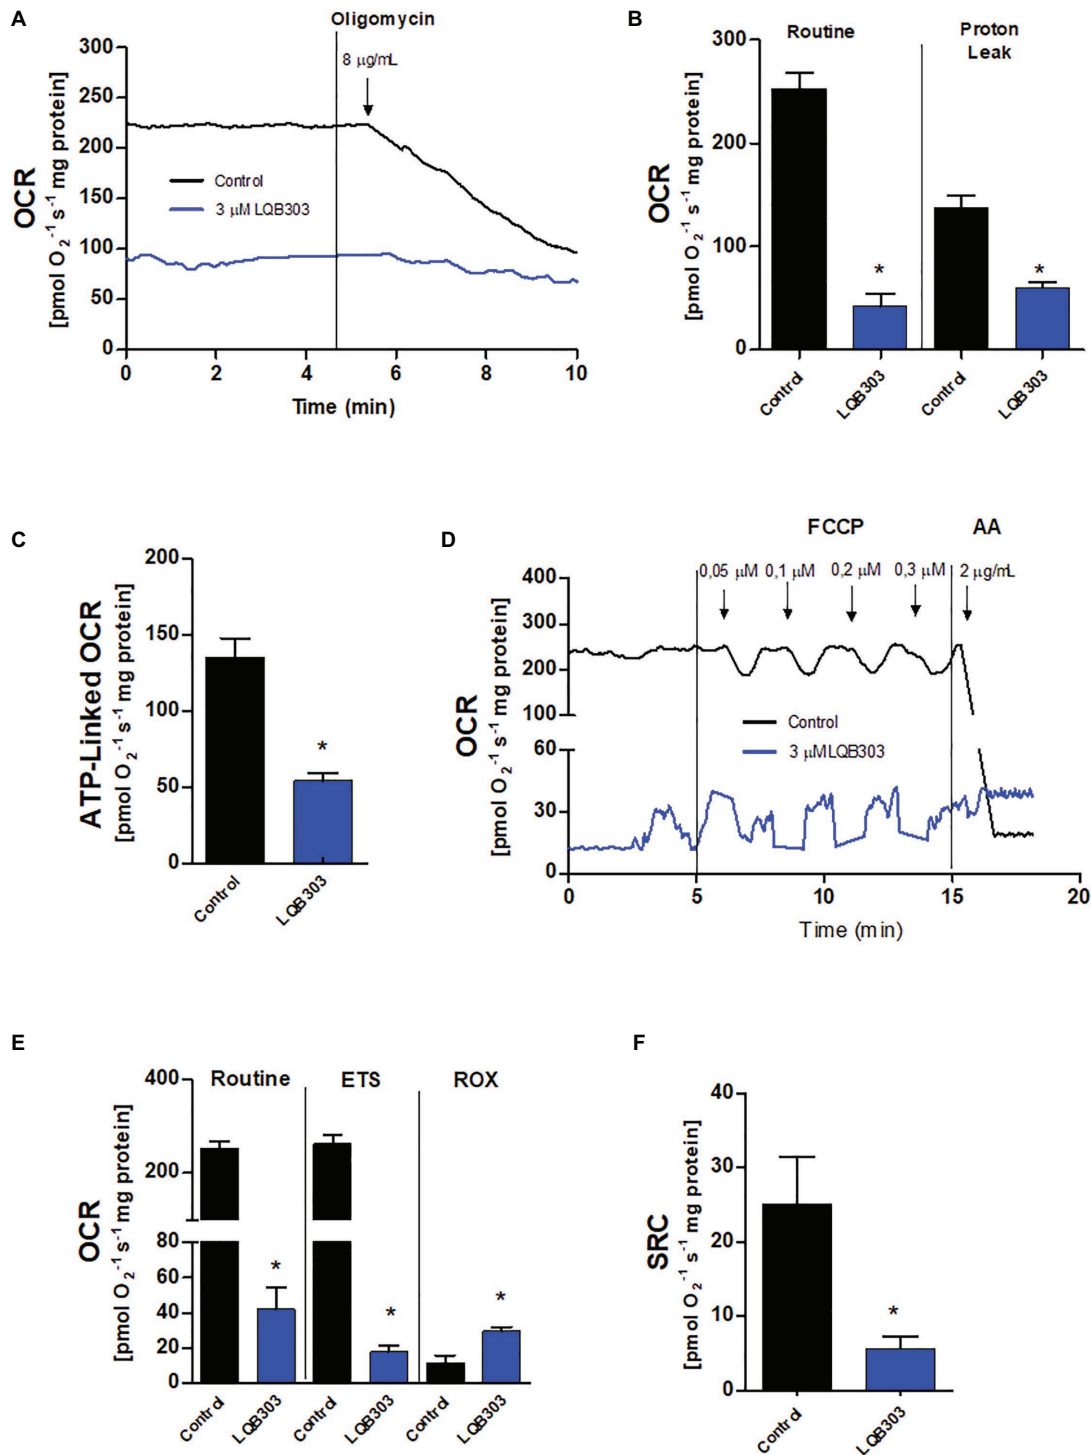 A
Oligomycin
8 µg/mL
300
250
200
150
100
50
0
OCR
[pmol O2-1 s-1 mg protein]
Control
3 µM LQB303
0 2 4 6 8 10
Time (min)
B
Routine
Proton
Leak
300
200
100
0
OCR
[pmol O2-1 s-1 mg protein]
*
*
Control
LQB303
Control
LQB303
C
200
150
100
50
0
ATP-Linked OCR
[pmol O2-1 s-1 mg protein]
*
Control
LQB303
D
FCCP
AA
0,05 µM 0,1 µM 0,2 µM 0,3 µM 2 µg/mL
400
300
200
100
60
30
0
OCR
[pmol O2-1 s-1 mg protein]
Control
3 µM LQB303
0 5 10 15 20
Time (min)
E
Routine
ETS
ROX
400
200
80
60
40
20
0
OCR
[pmol O2-1 s-1 mg protein]
*
*
*
Control
LQB303
Control
LQB303
Control
LQB303
F
40
30
20
10
0
SRC
[pmol O2-1 s-1 mg protein]
*
Control
LQB303